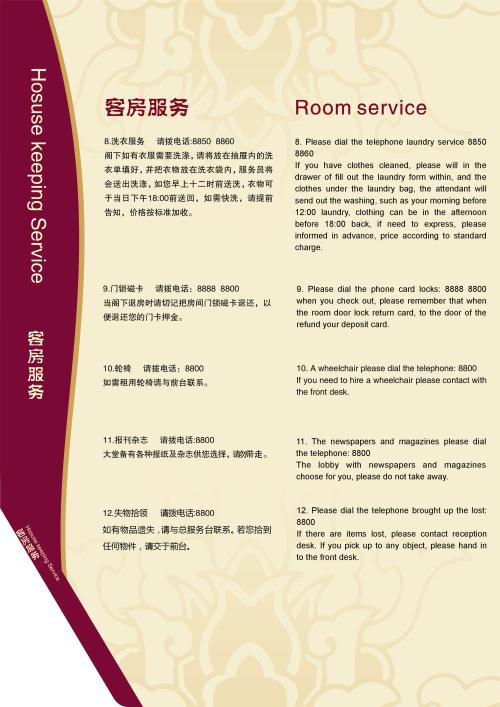 Hosuse keeping Service
客房服务
客房服务
8.洗衣服务 请拨电话:8850 8860
阁下如有衣服需要洗涤，请将放在抽屉内的洗
衣单填好，并把衣物放在洗衣袋内，服务员将
会送出洗涤，如您早上十二时前送洗，衣物可
于当日下午18:00前送回，如需快洗，请提前
告知，价格按标准加收。
9.门锁磁卡 请拨电话：8888 8800
当阁下退房时请切记把房间门锁磁卡退还，以
便退还您的门卡押金。
10.轮椅 请拨电话：8800
如需租用轮椅请与前台联系。
11.报刊杂志 请拨电话:8800
大堂备有各种报纸及杂志供您选择，请勿带走。
12.失物拾领 请拨电话:8800
如有物品遗失，请与总服务台联系。若您拾到
任何物件，请交于前台。
Room service
8. Please dial the telephone laundry service 8850
8860
If you have clothes cleaned, please will in the
drawer of fill out the laundry form within, and the
clothes under the laundry bag, the attendant will
send out the washing, such as your morning before
12:00 laundry, clothing can be in the afternoon
before 18:00 back, if need to express, please
informed in advance, price according to standard
charge.
9. Please dial the phone card locks: 8888 8800
when you check out, please remember that when
the room door lock return card, to the door of the
refund your deposit card.
10. A wheelchair please dial the telephone: 8800
If you need to hire a wheelchair please contact with
the front desk.
11. The newspapers and magazines please dial
the telephone: 8800
The lobby with newspapers and magazines
choose for you, please do not take away.
12. Please dial the telephone brought up the lost:
8800
If there are items lost, please contact reception
desk. If you pick up to any object, please hand in
to the front desk.
Hosuse keeping Service
客房服务